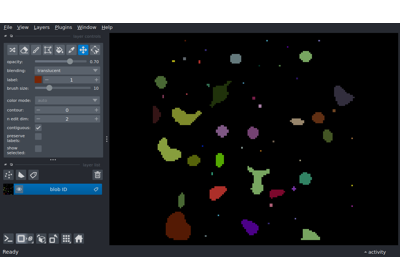 File View Layers Plugins Window Help
opacity: 0.70
blending: translucent
label: 1
brush size: 10
color mode:
contour: 0
n edit dim: 2
contiguous:
preserve
labels:
show
selected:
blob ID
Ready
activity